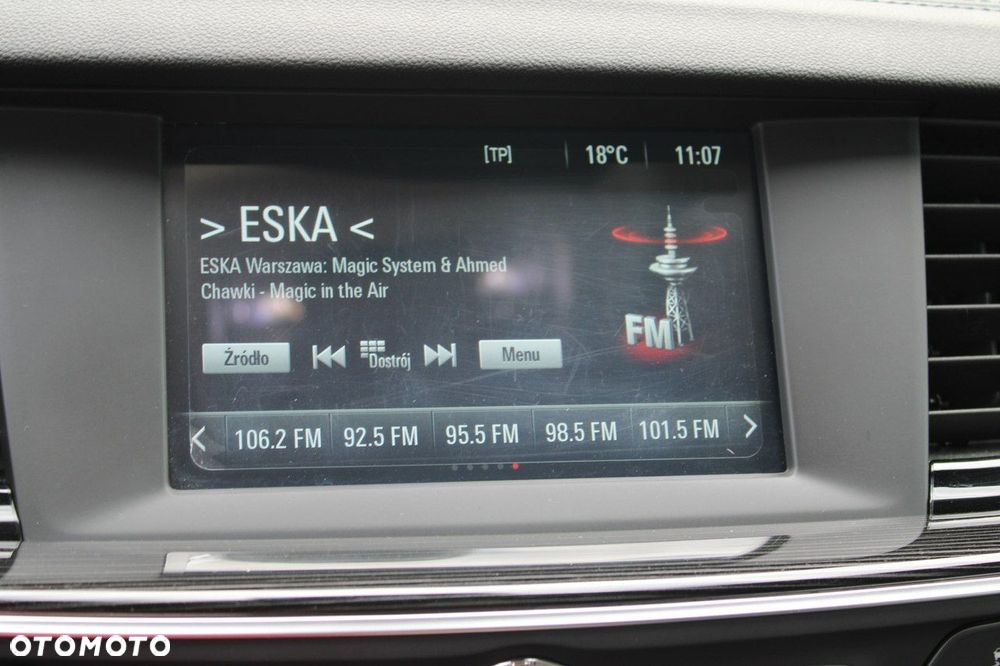 [TP] 18°C 11:07
> ESKA <
ESKA Warszawa: Magic System & Ahmed
Chawki - Magic in the Air
FM
Źródło Dostrój Menu
< 106.2 FM 92.5 FM 95.5 FM 98.5 FM 101.5 FM >
OTOMOTO